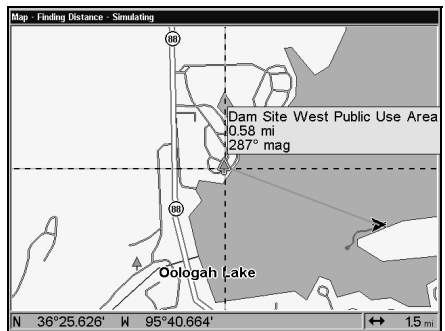 Map - Finding Distance - Simulating
88
Dam Site West Public Use Area
0.58 mi
287° mag
88
Oologah Lake
N 36°25.626' W 95°40.664' ↔ 1.5 mi